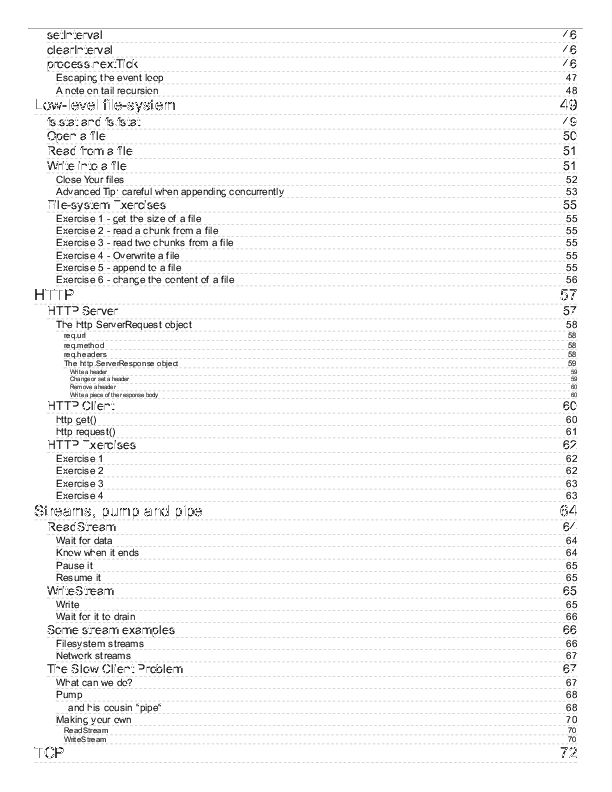 setInterval 46
clearInterval 46
process.nextTick 46
Escaping the event loop 47
A note on tail recursion 48
Low-level file-system 49
fs.stat and fs.fstat 49
Open a file 50
Read from a file 51
Write into a file 51
Close Your files 52
Advanced Tip: careful when appending concurrently 53
File-system Exercises 55
Exercise 1 - get the size of a file 55
Exercise 2 - read a chunk from a file 55
Exercise 3 - read two chunks from a file 55
Exercise 4 - Overwrite a file 55
Exercise 5 - append to a file 55
Exercise 6 - change the content of a file 56
HTTP 57
HTTP Server 57
The http.ServerRequest object 58
req.url 58
req.method 58
req.headers 58
The http.ServerResponse object 59
Write a header 59
Change or set a header 59
Remove a header 60
Write a piece of the response body 60
HTTP Client 60
http.get() 60
http.request() 61
HTTP Exercises 62
Exercise 1 62
Exercise 2 62
Exercise 3 63
Exercise 4 63
Streams, pump and pipe 64
ReadStream 64
Wait for data 64
Know when it ends 64
Pause it 65
Resume it 65
WriteStream 65
Write 65
Wait for it to drain 66
Some stream examples 66
Filesystem streams 66
Network streams 67
The Slow Client Problem 67
What can we do? 67
Pump 68
and his cousin "pipe" 68
Making your own 70
ReadStream 70
WriteStream 70
TCP 72